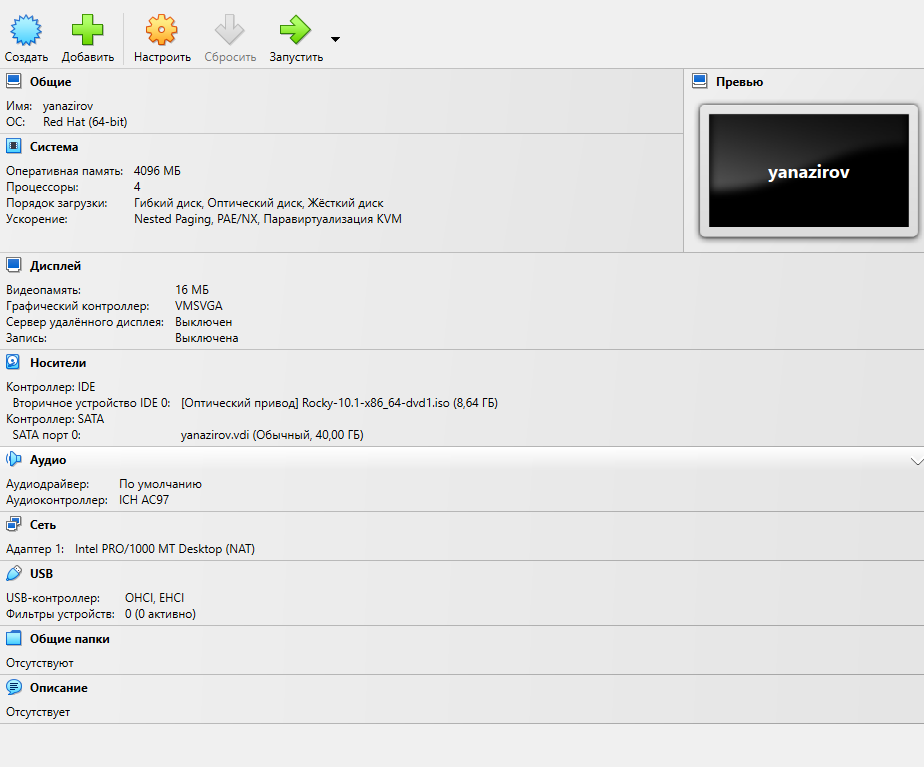 Создать Добавить Настроить Сбросить Запустить
Общие
Имя: yanazirov
ОС: Red Hat (64-bit)
Превью
yanazirov
Система
Оперативная память: 4096 МБ
Процессоры: 4
Порядок загрузки: Гибкий диск, Оптический диск, Жёсткий диск
Ускорение: Nested Paging, PAE/NX, Паравиртуализация KVM
Дисплей
Видеопамять: 16 МБ
Графический контроллер: VMSVGA
Сервер удалённого дисплея: Выключен
Запись: Выключена
Носители
Контроллер: IDE
Вторичное устройство IDE 0: [Оптический привод] Rocky-10.1-x86_64-dvd1.iso (8,64 ГБ)
Контроллер: SATA
SATA порт 0: yanazirov.vdi (Обычный, 40,00 ГБ)
Аудио
Аудиодрайвер: По умолчанию
Аудиоконтроллер: ICH AC97
Сеть
Адаптер 1: Intel PRO/1000 MT Desktop (NAT)
USB
USB-контроллер: OHCI, EHCI
Фильтры устройств: 0 (0 активно)
Общие папки
Отсутствуют
Описание
Отсутствует